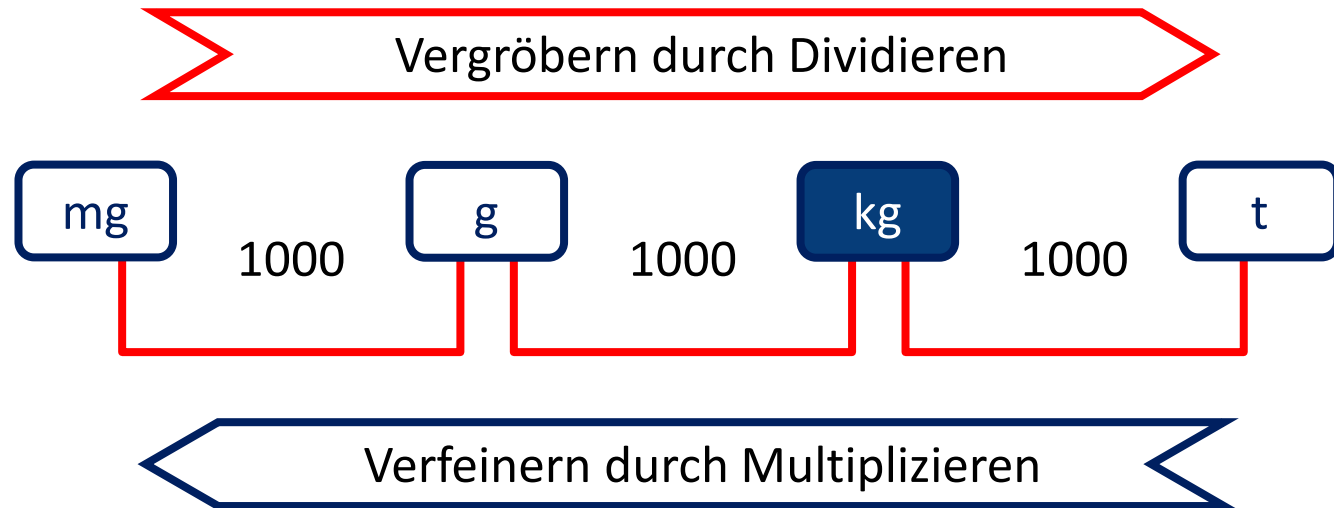 Vergröbern durch Dividieren
mg g kg t
1000 1000 1000
Verfeinern durch Multiplizieren